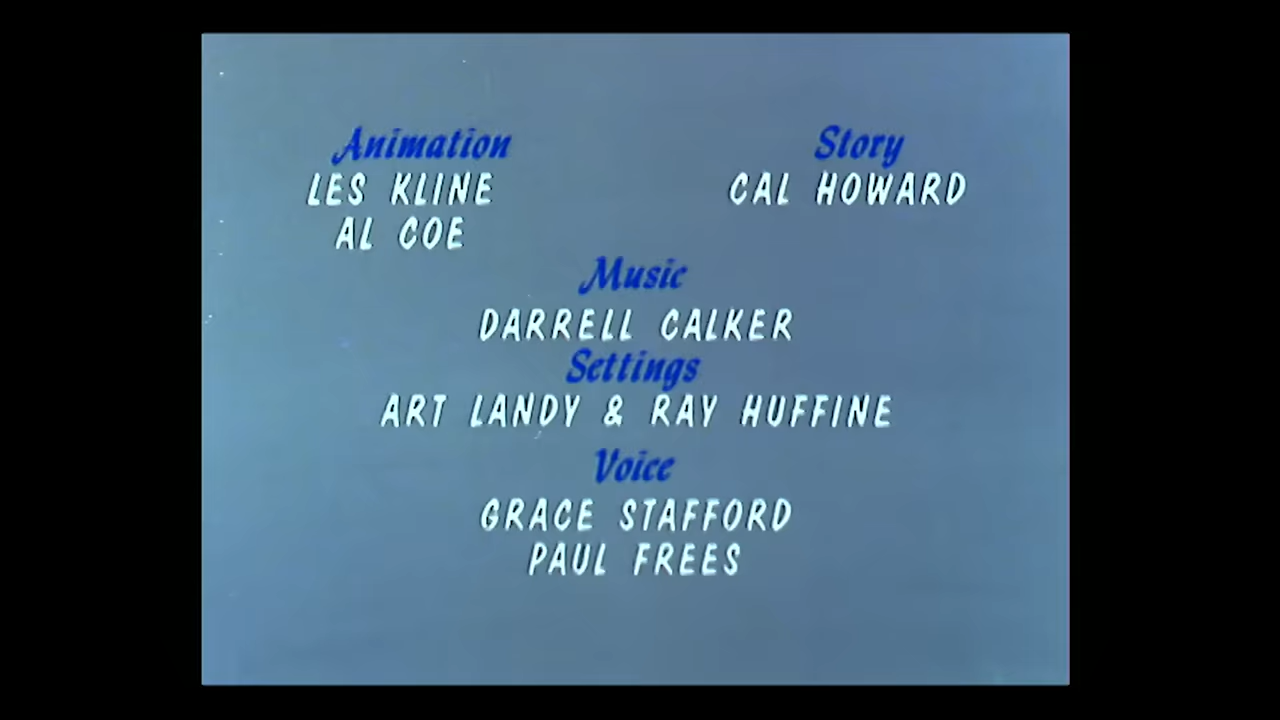 Animation
LES KLINE
AL COE
Story
CAL HOWARD
Music
DARRELL CALKER
Settings
ART LANDY & RAY HUFFINE
Voice
GRACE STAFFORD
PAUL FREES